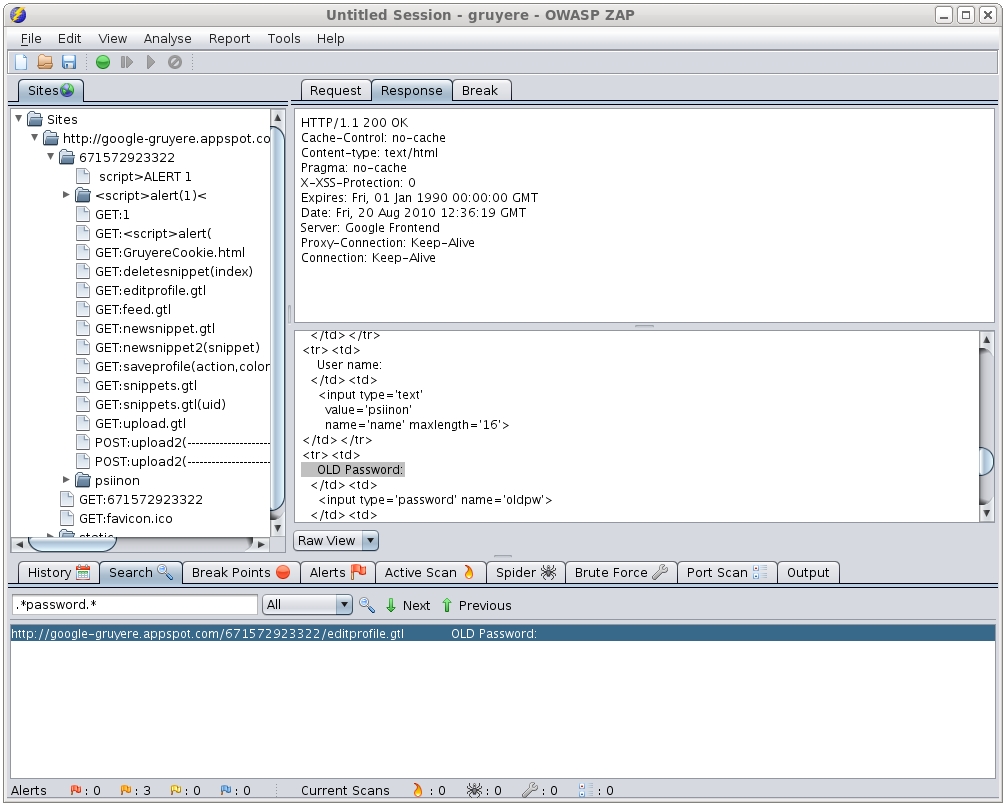 Untitled Session - gruyere - OWASP ZAP
File Edit View Analyse Report Tools Help
Sites
Sites
http://google-gruyere.appspot.co
671572923322
script>ALERT 1
<script>alert(1)<
GET:1
GET:<script>alert(
GET:GruyereCookie.html
GET:deletesnippet(index)
GET:editprofile.gtl
GET:feed.gtl
GET:newsnippet.gtl
GET:newsnippet2(snippet)
GET:saveprofile(action,color
GET:snippets.gtl
GET:snippets.gtl(uid)
GET:upload.gtl
POST:upload2(---------------------
POST:upload2(---------------------
psiinon
GET:671572923322
GET:favicon.ico
static
Request Response Break
HTTP/1.1 200 OK
Cache-Control: no-cache
Content-type: text/html
Pragma: no-cache
X-XSS-Protection: 0
Expires: Fri, 01 Jan 1990 00:00:00 GMT
Date: Fri, 20 Aug 2010 12:36:19 GMT
Server: Google Frontend
Proxy-Connection: Keep-Alive
Connection: Keep-Alive
</td> </tr>
<tr> <td>
User name:
</td> <td>
<input type='text'
value='psiinon'
name='name' maxlength='16'>
</td> </tr>
<tr> <td>
OLD Password:
</td> <td>
<input type='password' name='oldpw'>
</td> <td>
Raw View
History Search Break Points Alerts Active Scan Spider Brute Force Port Scan Output
.*password.* All Next Previous
http://google-gruyere.appspot.com/671572923322/editprofile.gtl OLD Password:
Alerts : 0 : 3 : 0 : 0 Current Scans : 0 : 0 : 0 : 0